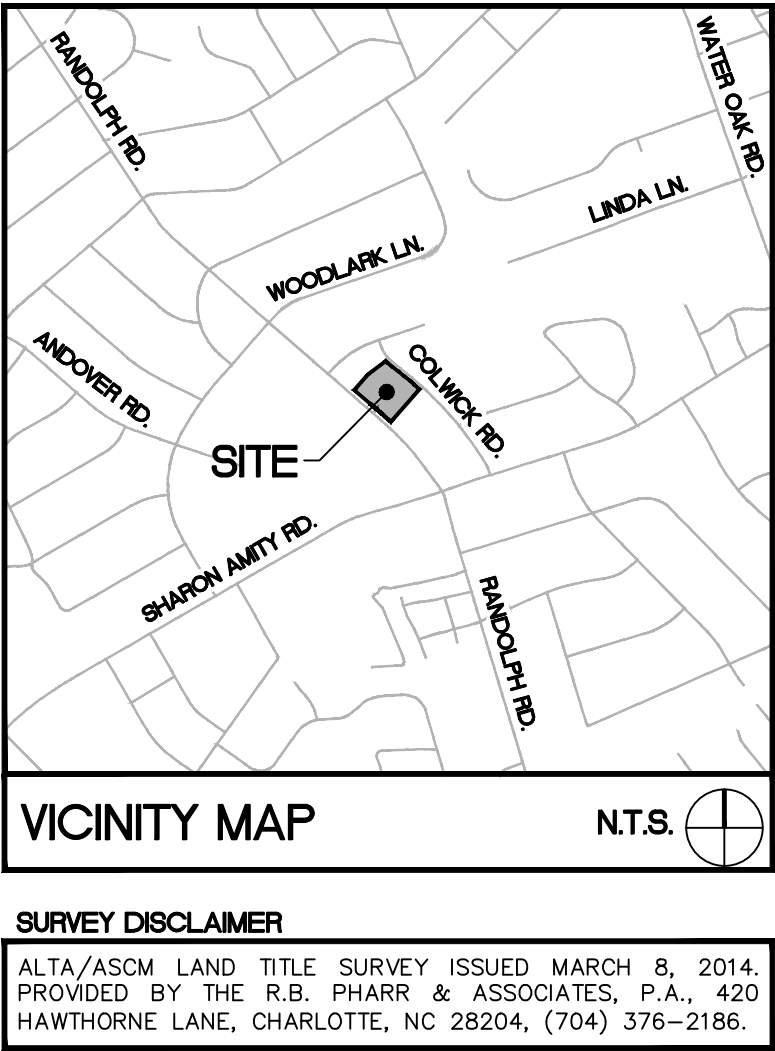 RANDOLPH RD.
WATER OAK RD.
LINDA LN.
WOODLARK LN.
ANDOVER RD.
COLWICK RD.
SITE
SHARON AMITY RD.
RANDOLPH RD.
VICINITY MAP
N.T.S.
SURVEY DISCLAIMER
ALTA/ASCM LAND TITLE SURVEY ISSUED MARCH 8, 2014.
PROVIDED BY THE R.B. PHARR & ASSOCIATES, P.A., 420
HAWTHORNE LANE, CHARLOTTE, NC 28204, (704) 376-2186.